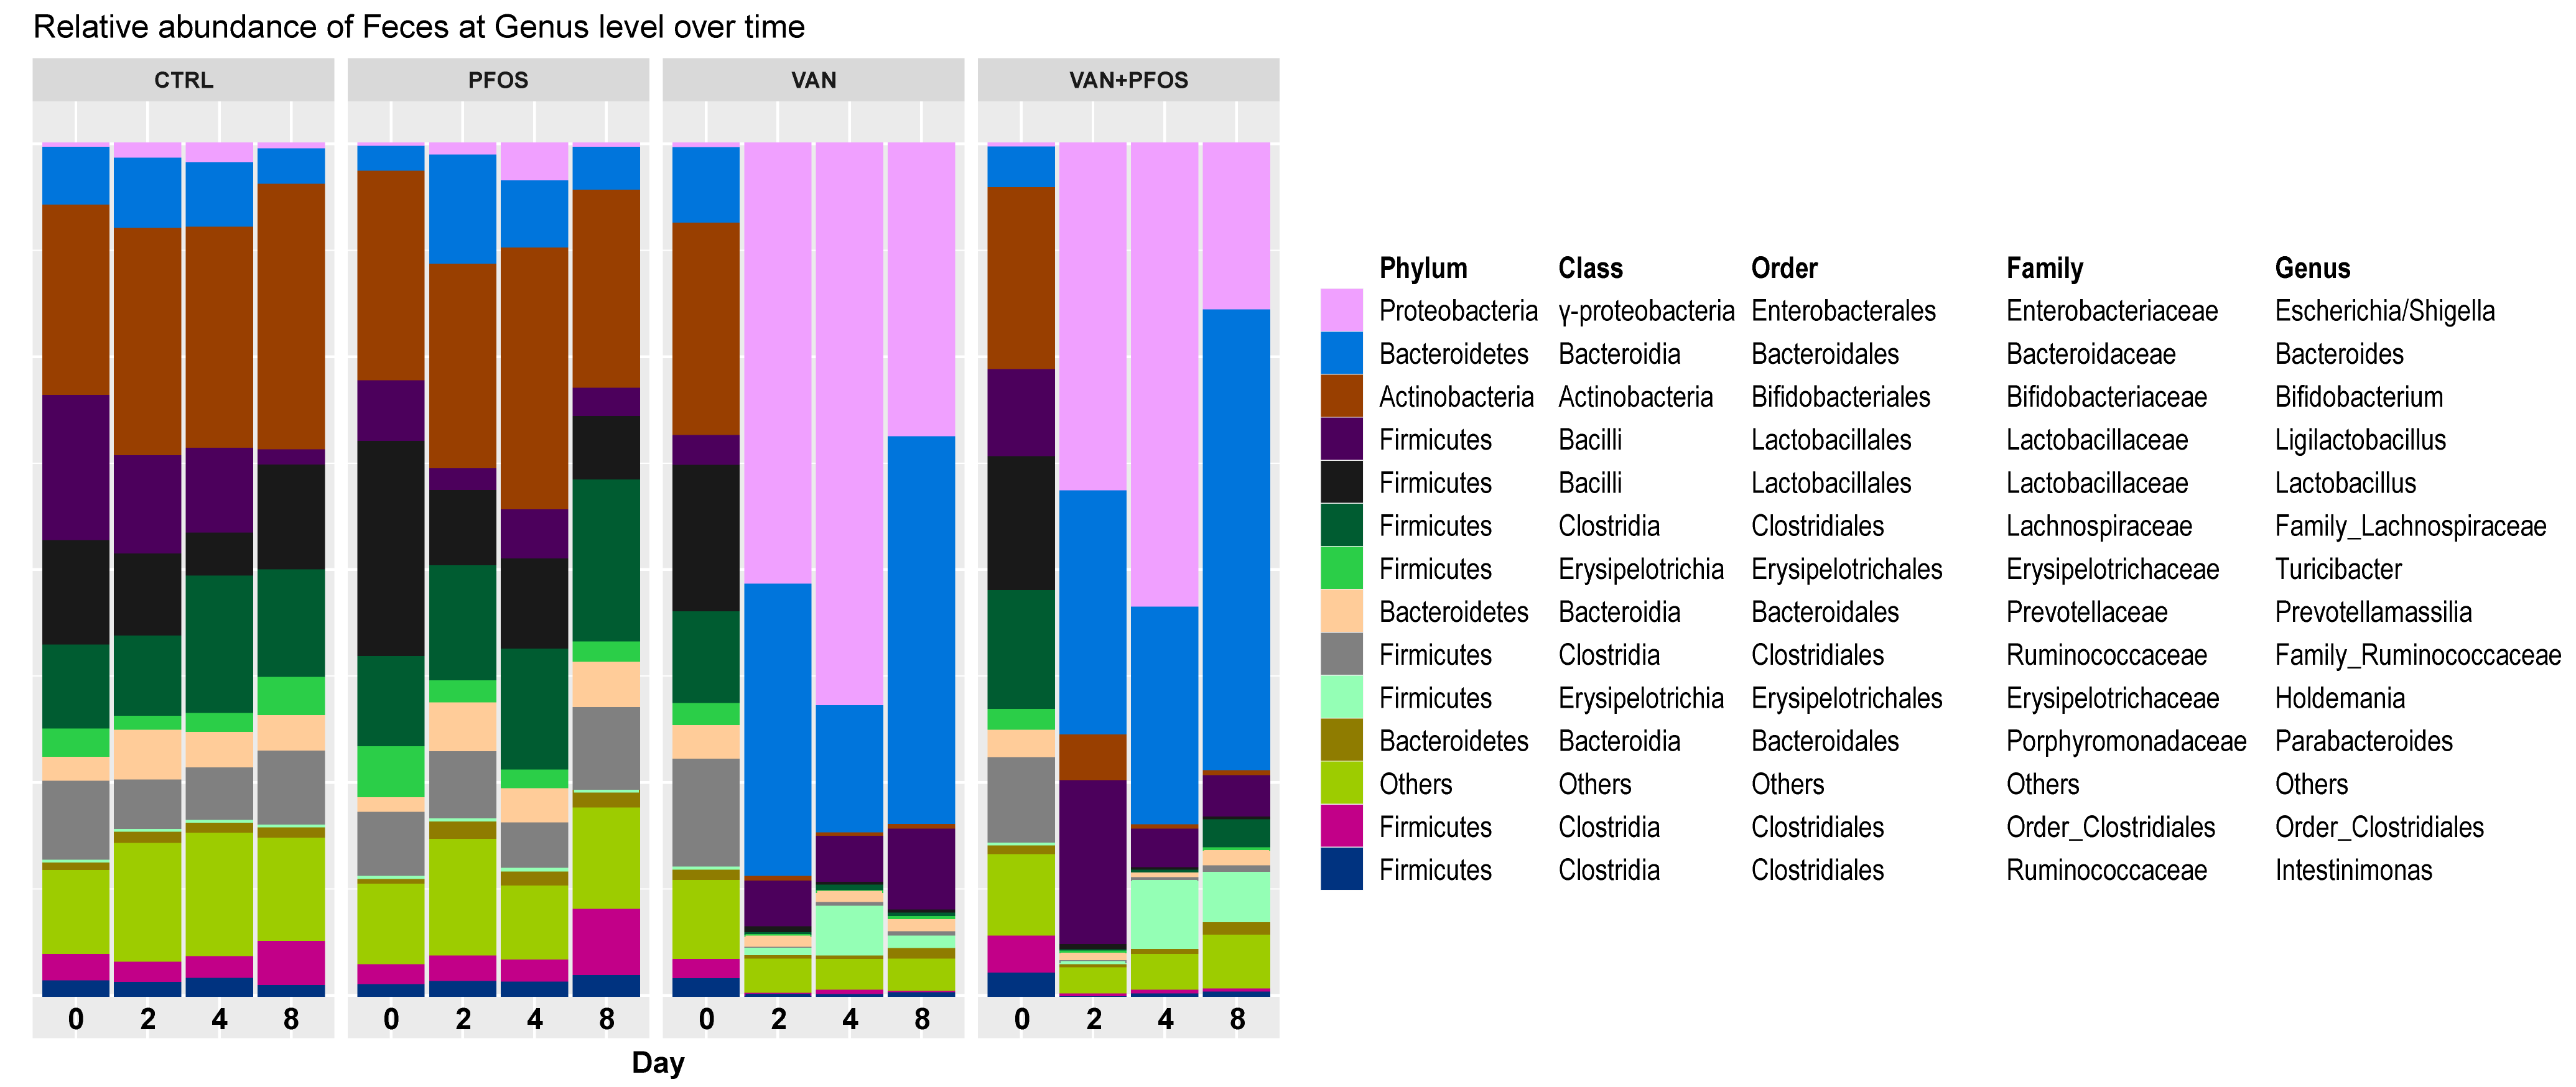 Relative abundance of Feces at Genus level over time
CTRL PFOS VAN VAN+PFOS
Phylum Class Order Family Genus
Proteobacteria γ-proteobacteria Enterobacterales Enterobacteriaceae Escherichia/Shigella
Bacteroidetes Bacteroidia Bacteroidales Bacteroidaceae Bacteroides
Actinobacteria Actinobacteria Bifidobacteriales Bifidobacteriaceae Bifidobacterium
Firmicutes Bacilli Lactobacillales Lactobacillaceae Ligilactobacillus
Firmicutes Bacilli Lactobacillales Lactobacillaceae Lactobacillus
Firmicutes Clostridia Clostridiales Lachnospiraceae Family_Lachnospiraceae
Firmicutes Erysipelotrichia Erysipelotrichales Erysipelotrichaceae Turicibacter
Bacteroidetes Bacteroidia Bacteroidales Prevotellaceae Prevotellamassilia
Firmicutes Clostridia Clostridiales Ruminococcaceae Family_Ruminococcaceae
Firmicutes Erysipelotrichia Erysipelotrichales Erysipelotrichaceae Holdemania
Bacteroidetes Bacteroidia Bacteroidales Porphyromonadaceae Parabacteroides
Others Others Others Others Others
Firmicutes Clostridia Clostridiales Order_Clostridiales Order_Clostridiales
Firmicutes Clostridia Clostridiales Ruminococcaceae Intestinimonas
0 2 4 8 0 2 4 8 0 2 4 8 0 2 4 8
Day